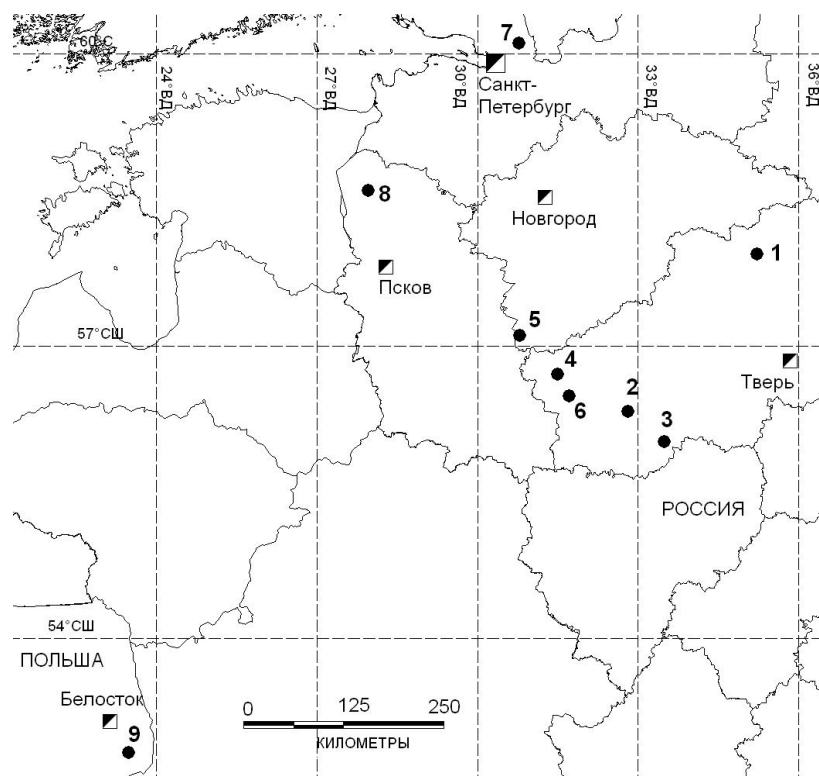 7
60°С
Санкт-
Петербург
24°ВД
27°ВД
30°ВД
33°ВД
36°ВД
8
Новгород
1
Псков
5
57°СШ
4
Тверь
2
6
3
РОССИЯ
54°СШ
ПОЛЬША
Белосток
9
0 125 250
КИЛОМЕТРЫ